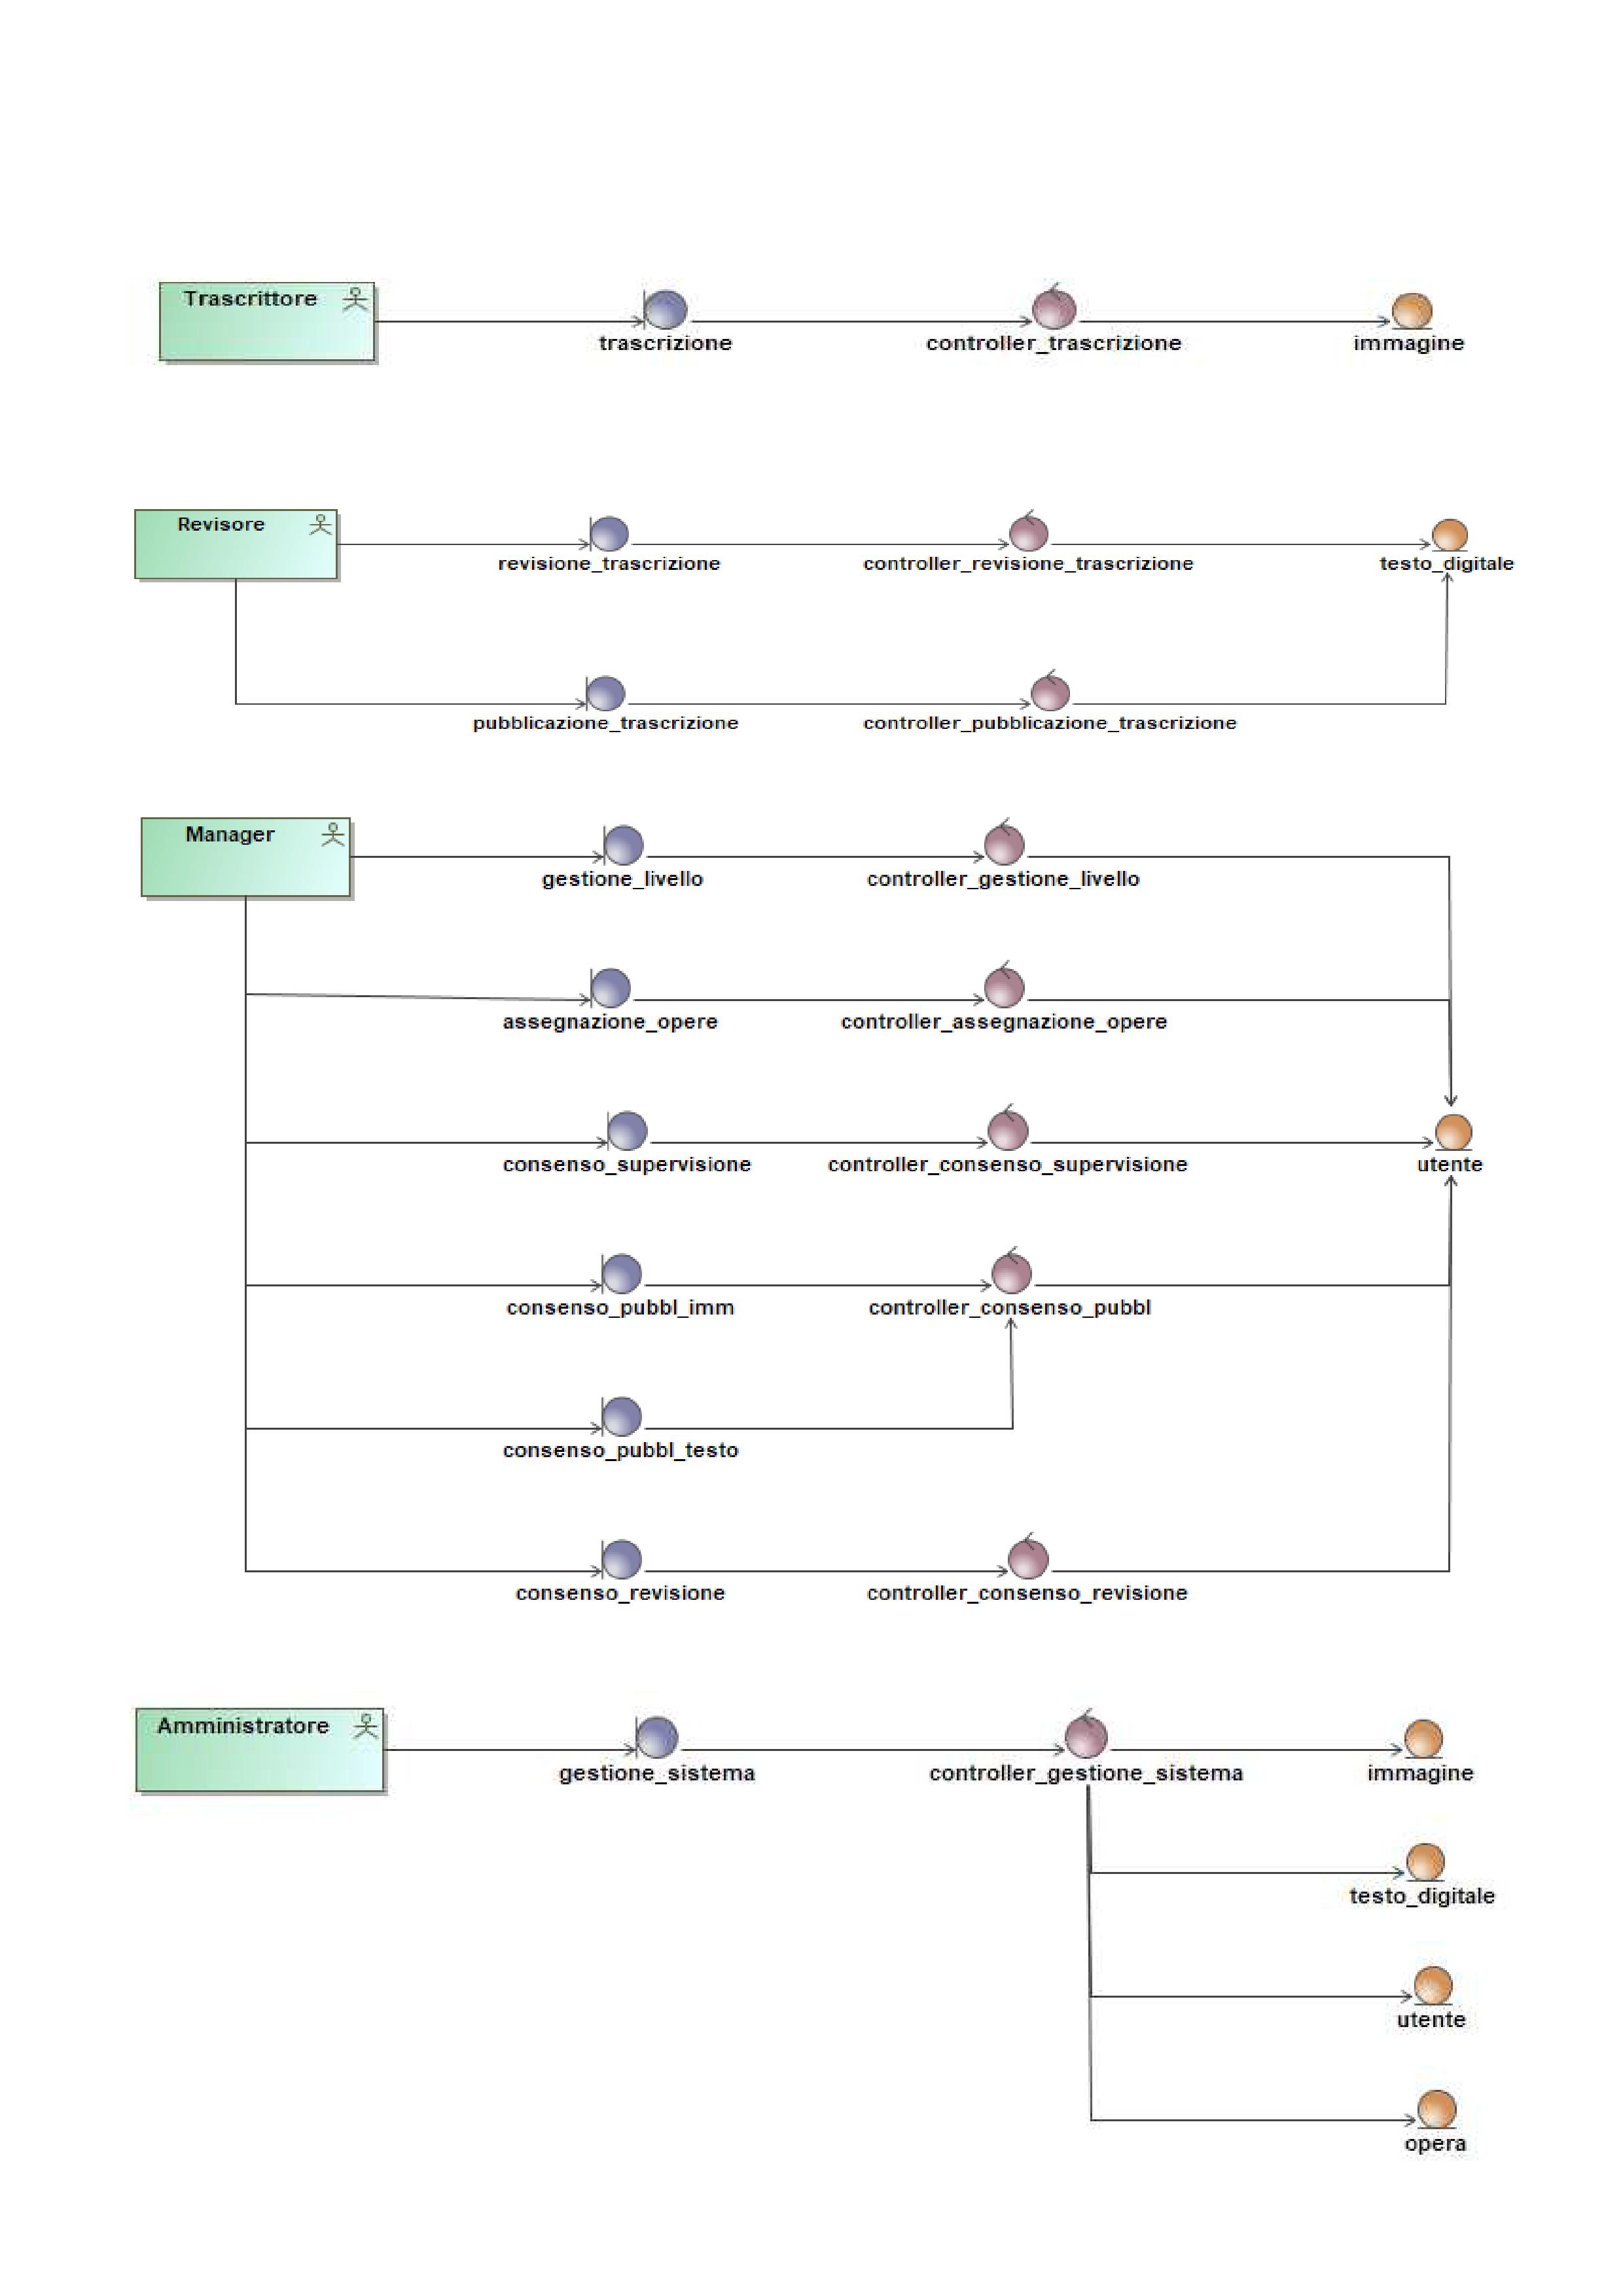 Trascrittore
trascrizione
controller_trascrizione
immagine
Revisore
revisione_trascrizione
controller_revisione_trascrizione
testo_digitale
pubblicazione_trascrizione
controller_pubblicazione_trascrizione
Manager
gestione_livello
controller_gestione_livello
assegnazione_opere
controller_assegnazione_opere
consenso_supervisione
controller_consenso_supervisione
utente
consenso_pubbl_imm
controller_consenso_pubbl
consenso_pubbl_testo
consenso_revisione
controller_consenso_revisione
Amministratore
gestione_sistema
controller_gestione_sistema
immagine
testo_digitale
utente
opera